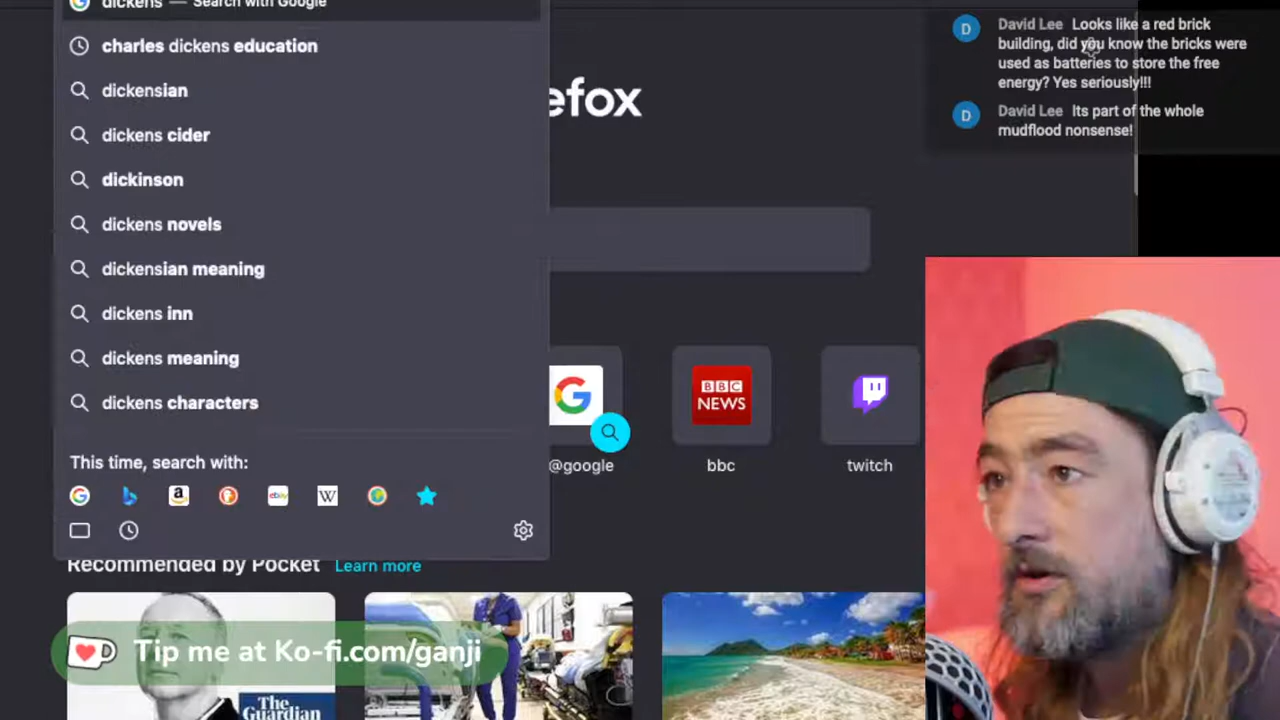 dickens — Search with Google
charles dickens education
dickensian
dickens cider
dickinson
dickens novels
dickensian meaning
dickens inn
dickens meaning
dickens characters
This time, search with:
ebay
W
efox
@google
BBC
NEWS
bbc
twitch
Recommended by Pocket Learn more
Tip me at Ko-fi.com/ganji
The
Guardian
D
David Lee Looks like a red brick
building, did you know the bricks were
used as batteries to store the free
energy? Yes seriously!!!
D
David Lee Its part of the whole
mudflood nonsense!